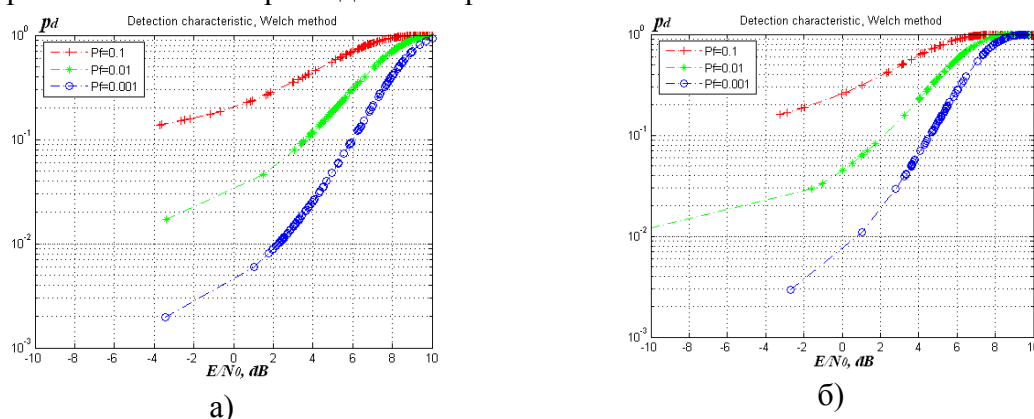 p_d
Detection characteristic, Welch method
Pf=0.1
Pf=0.01
Pf=0.001
10^0
10^-1
10^-2
10^-3
-10 -8 -6 -4 -2 0 2 4 6 8 10
E/N0, dB
а)
p_d
Detection characteristic, Welch method
Pf=0.1
Pf=0.01
Pf=0.001
10^0
10^-1
10^-2
10^-3
-10 -8 -6 -4 -2 0 2 4 6 8 10
E/N0, dB
б)